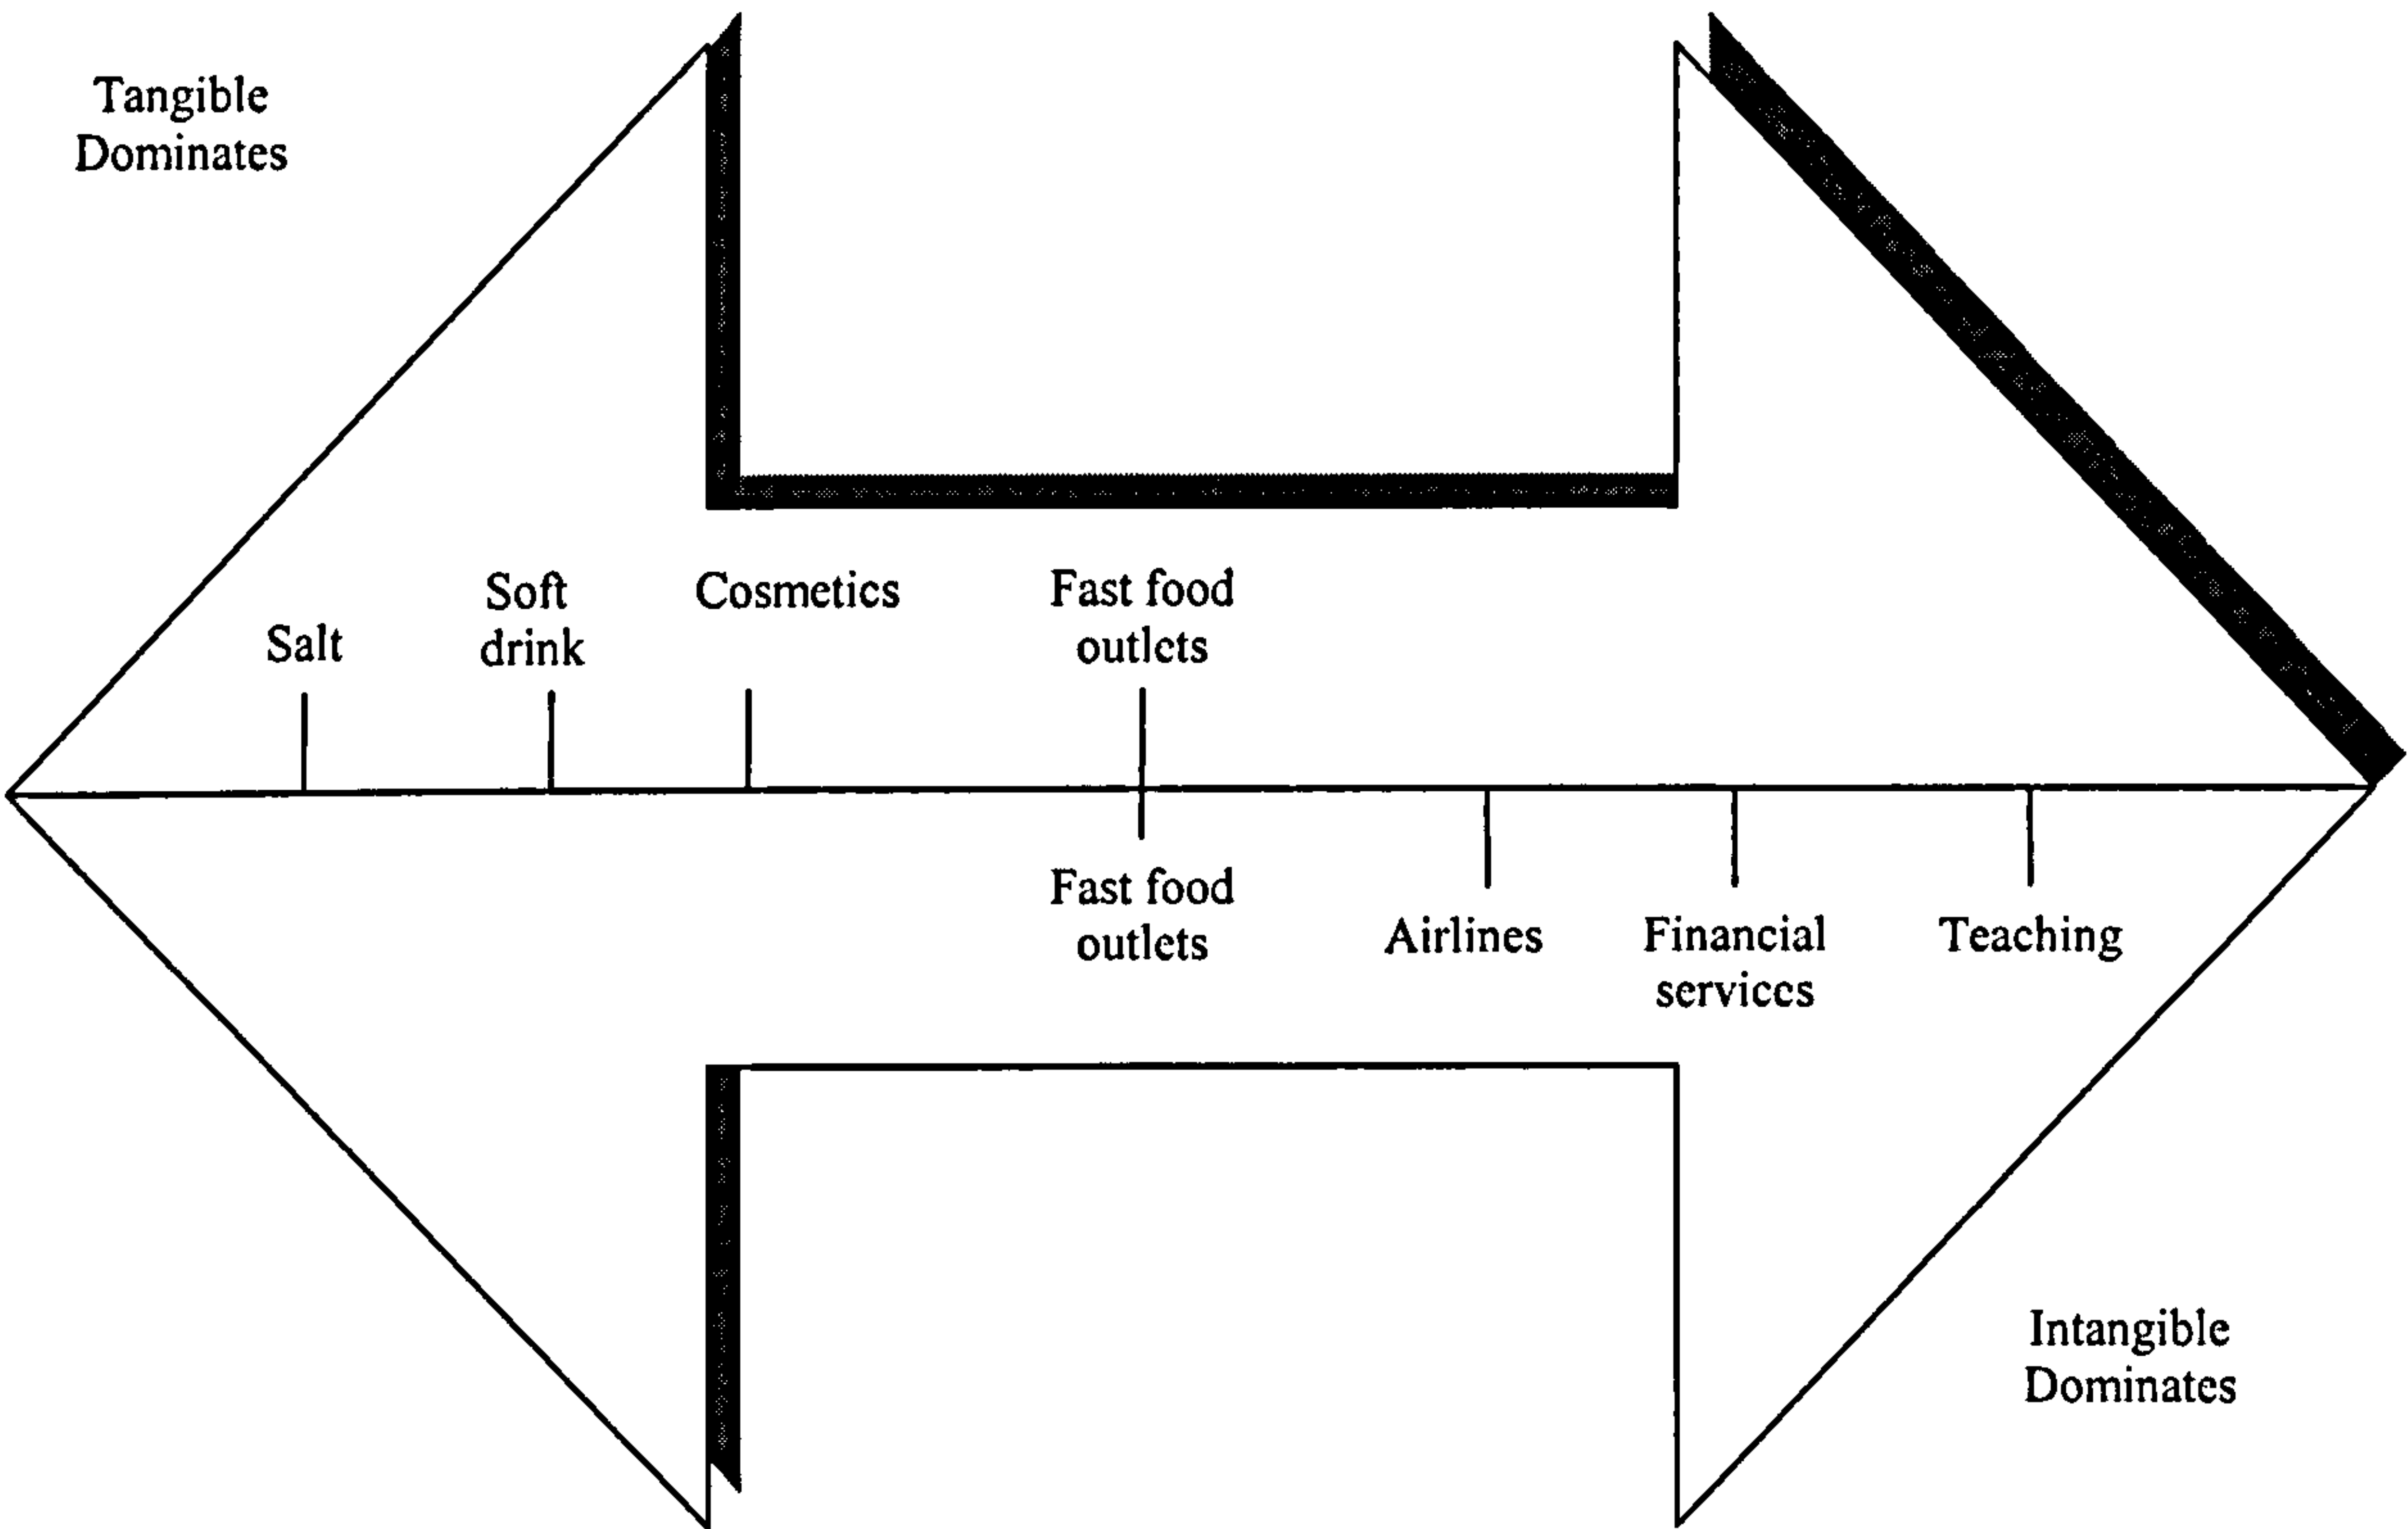 Tangible
Dominates
Soft
drink
Cosmetics
Fast food
outlets
Salt
Fast food
outlets
Airlines
Financial
services
Teaching
Intangible
Dominates